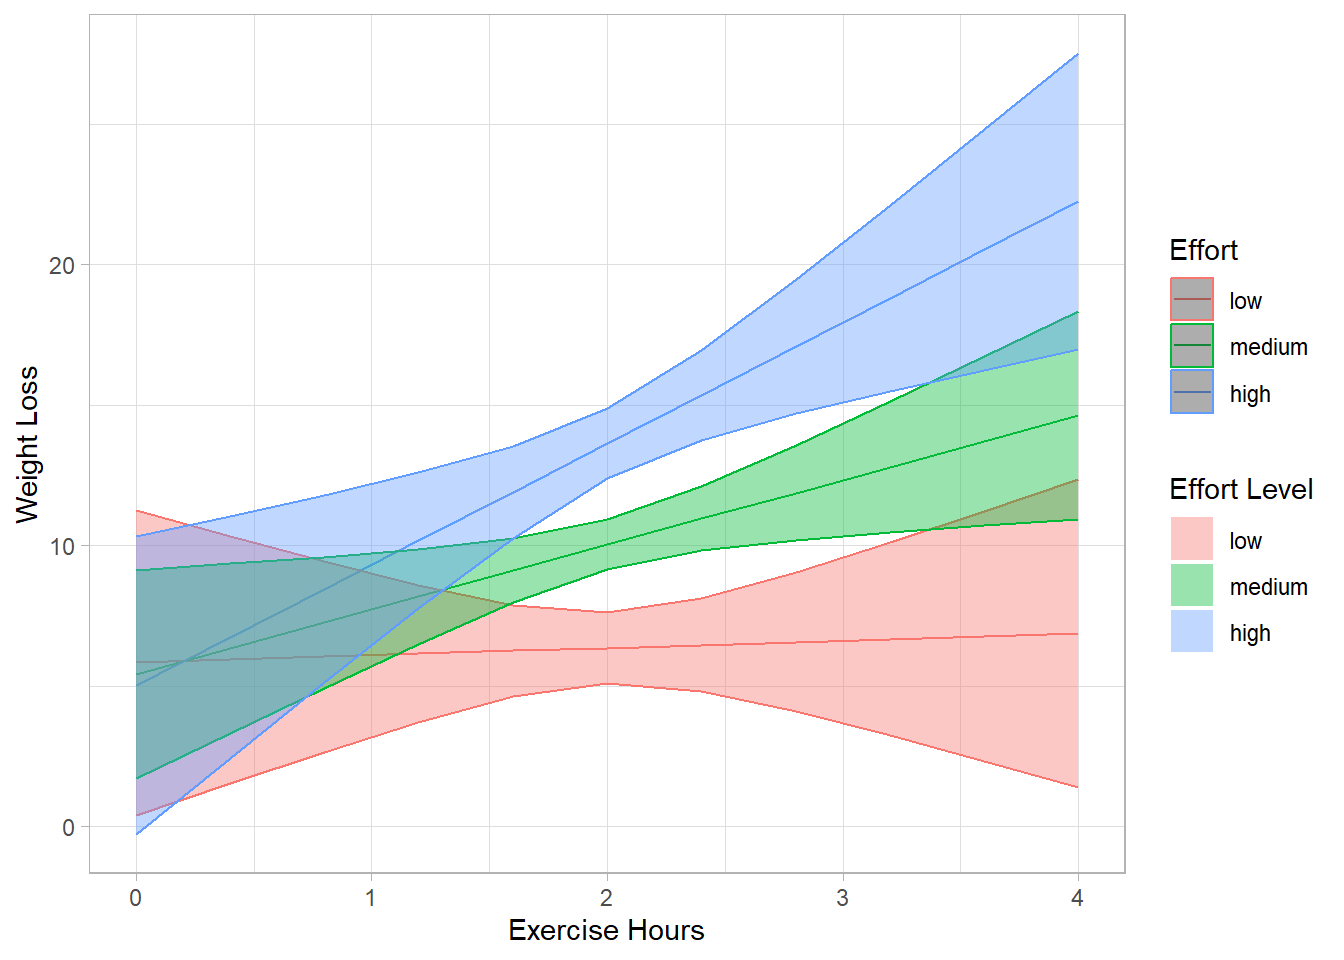 Weight Loss
20
10
0
0 1 2 3 4
Exercise Hours
Effort
low
medium
high
Effort Level
low
medium
high